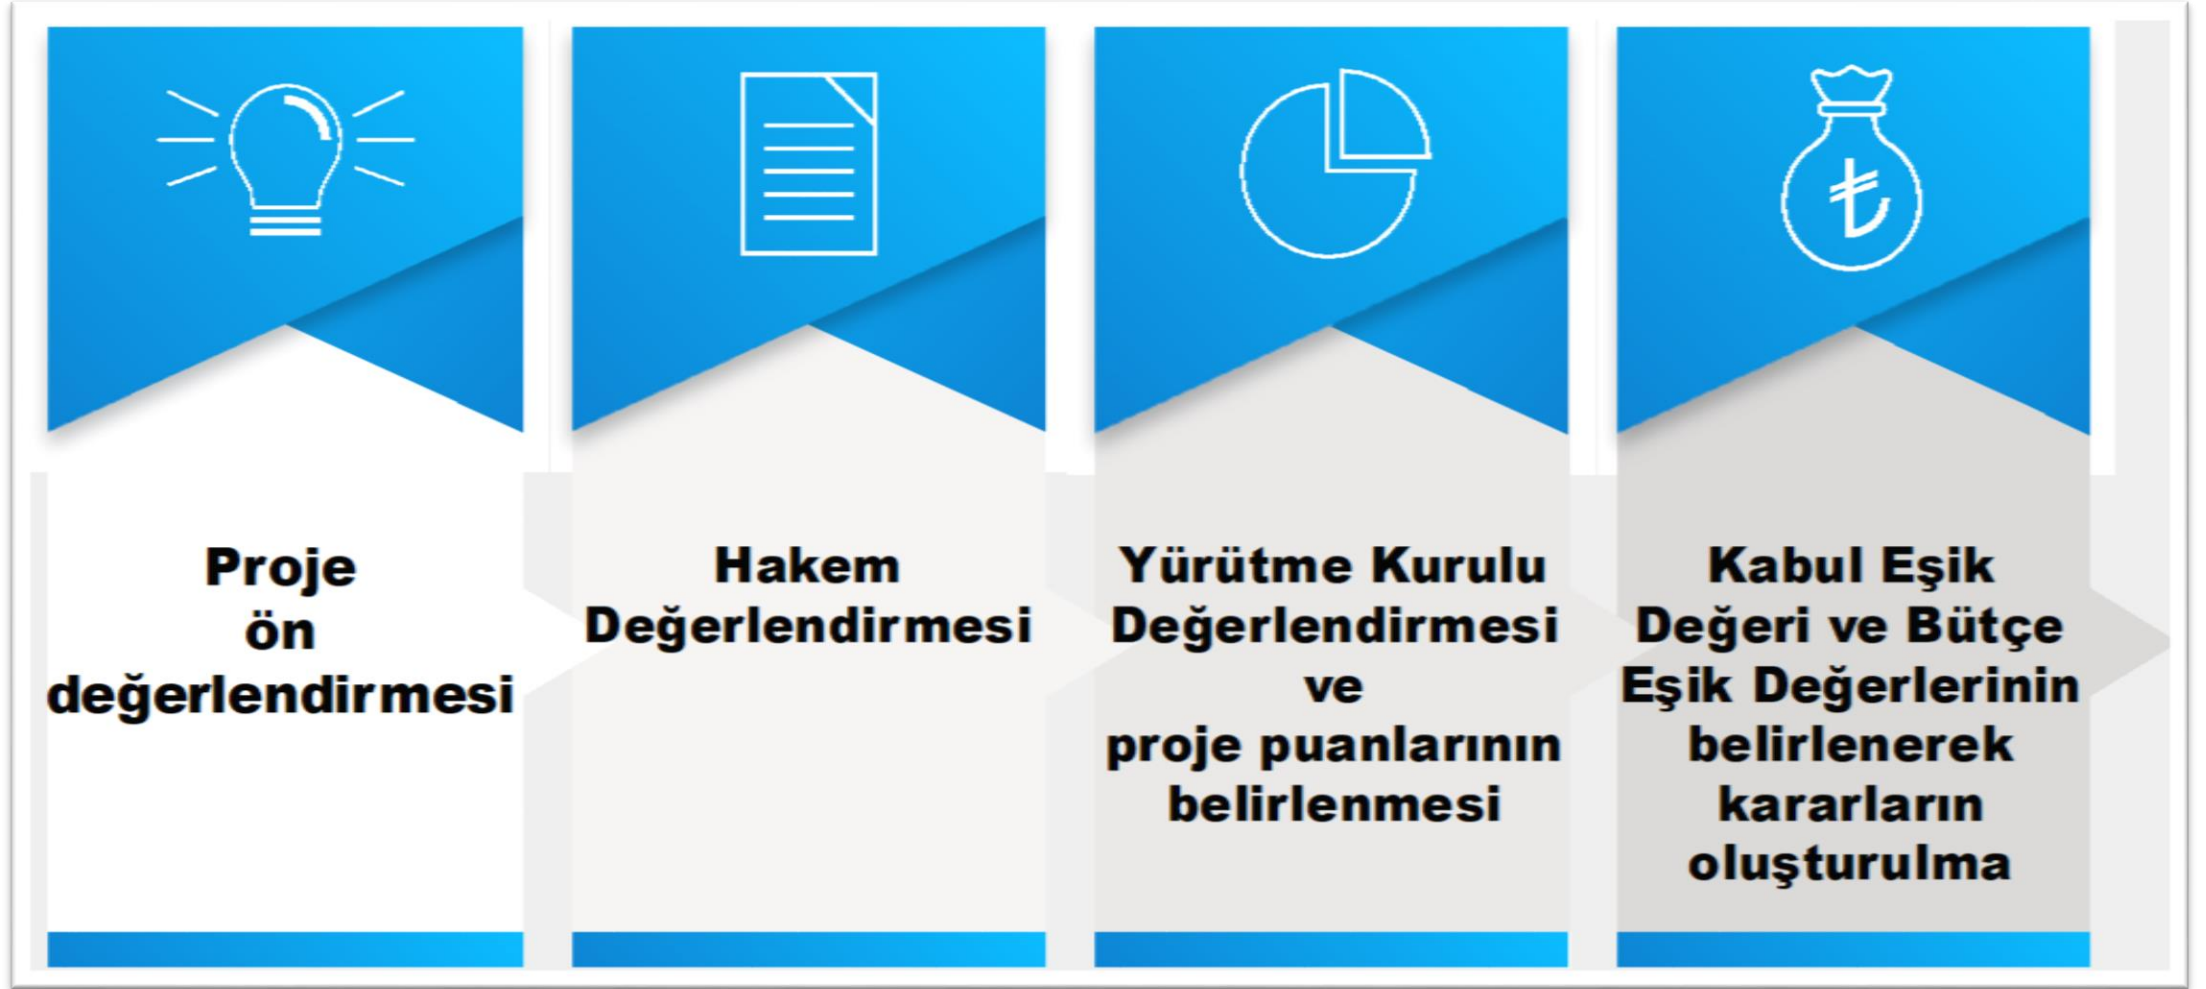 Proje
ön
değerlendirmesi
Hakem
Değerlendirmesi
Yürütme Kurulu
Değerlendirmesi
ve
proje puanlarının
belirlenmesi
Kabul Eşik
Değeri ve Bütçe
Eşik Değerlerinin
belirlenerek
kararların
oluşturulma